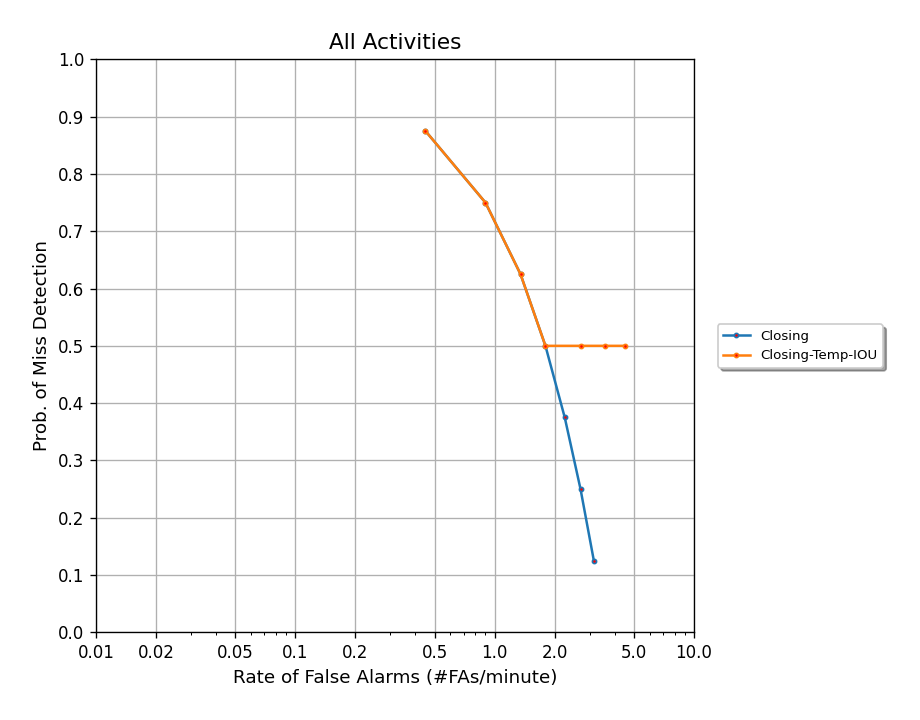 All Activities
Prob. of Miss Detection
1.0
0.9
0.8
0.7
0.6
0.5
0.4
0.3
0.2
0.1
0.0
0.01 0.02 0.05 0.1 0.2 0.5 1.0 2.0 5.0 10.0
Rate of False Alarms (#FAs/minute)
Closing
Closing-Temp-IOU